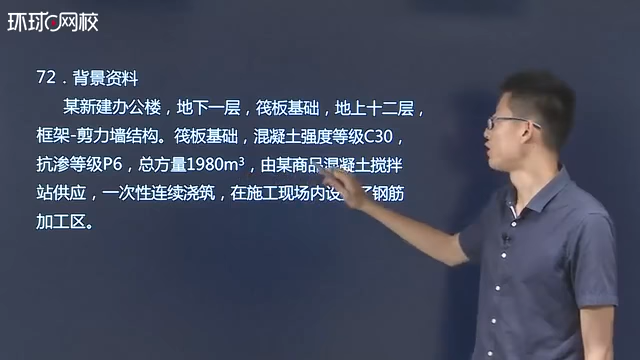 环球网校
72．背景资料
某新建办公楼，地下一层，筏板基础，地上十二层，
框架-剪力墙结构。筏板基础，混凝土强度等级C30，
抗渗等级P6，总方量1980m³，由某商品混凝土搅拌
站供应，一次性连续浇筑，在施工现场内设 了钢筋
加工区。